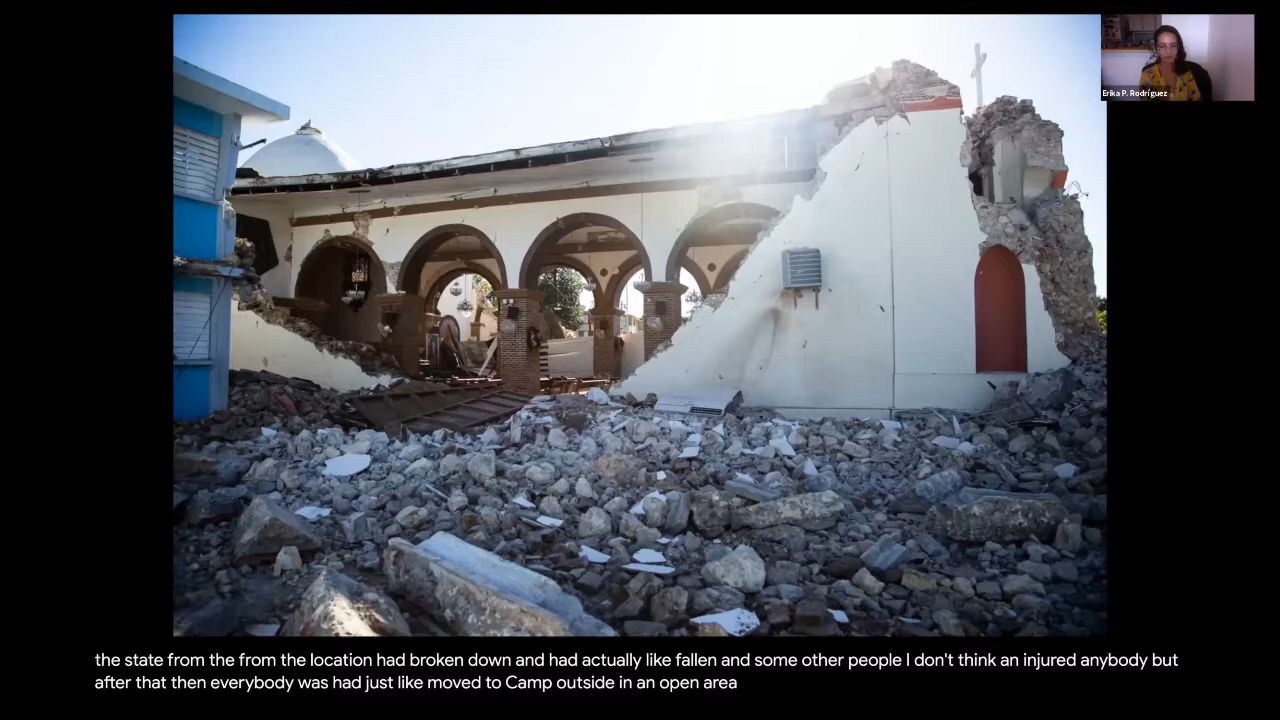 Erika P. Rodríguez
the state from the from the location had broken down and had actually like fallen and some other people I don't think an injured anybody but
after that then everybody was had just like moved to Camp outside in an open area